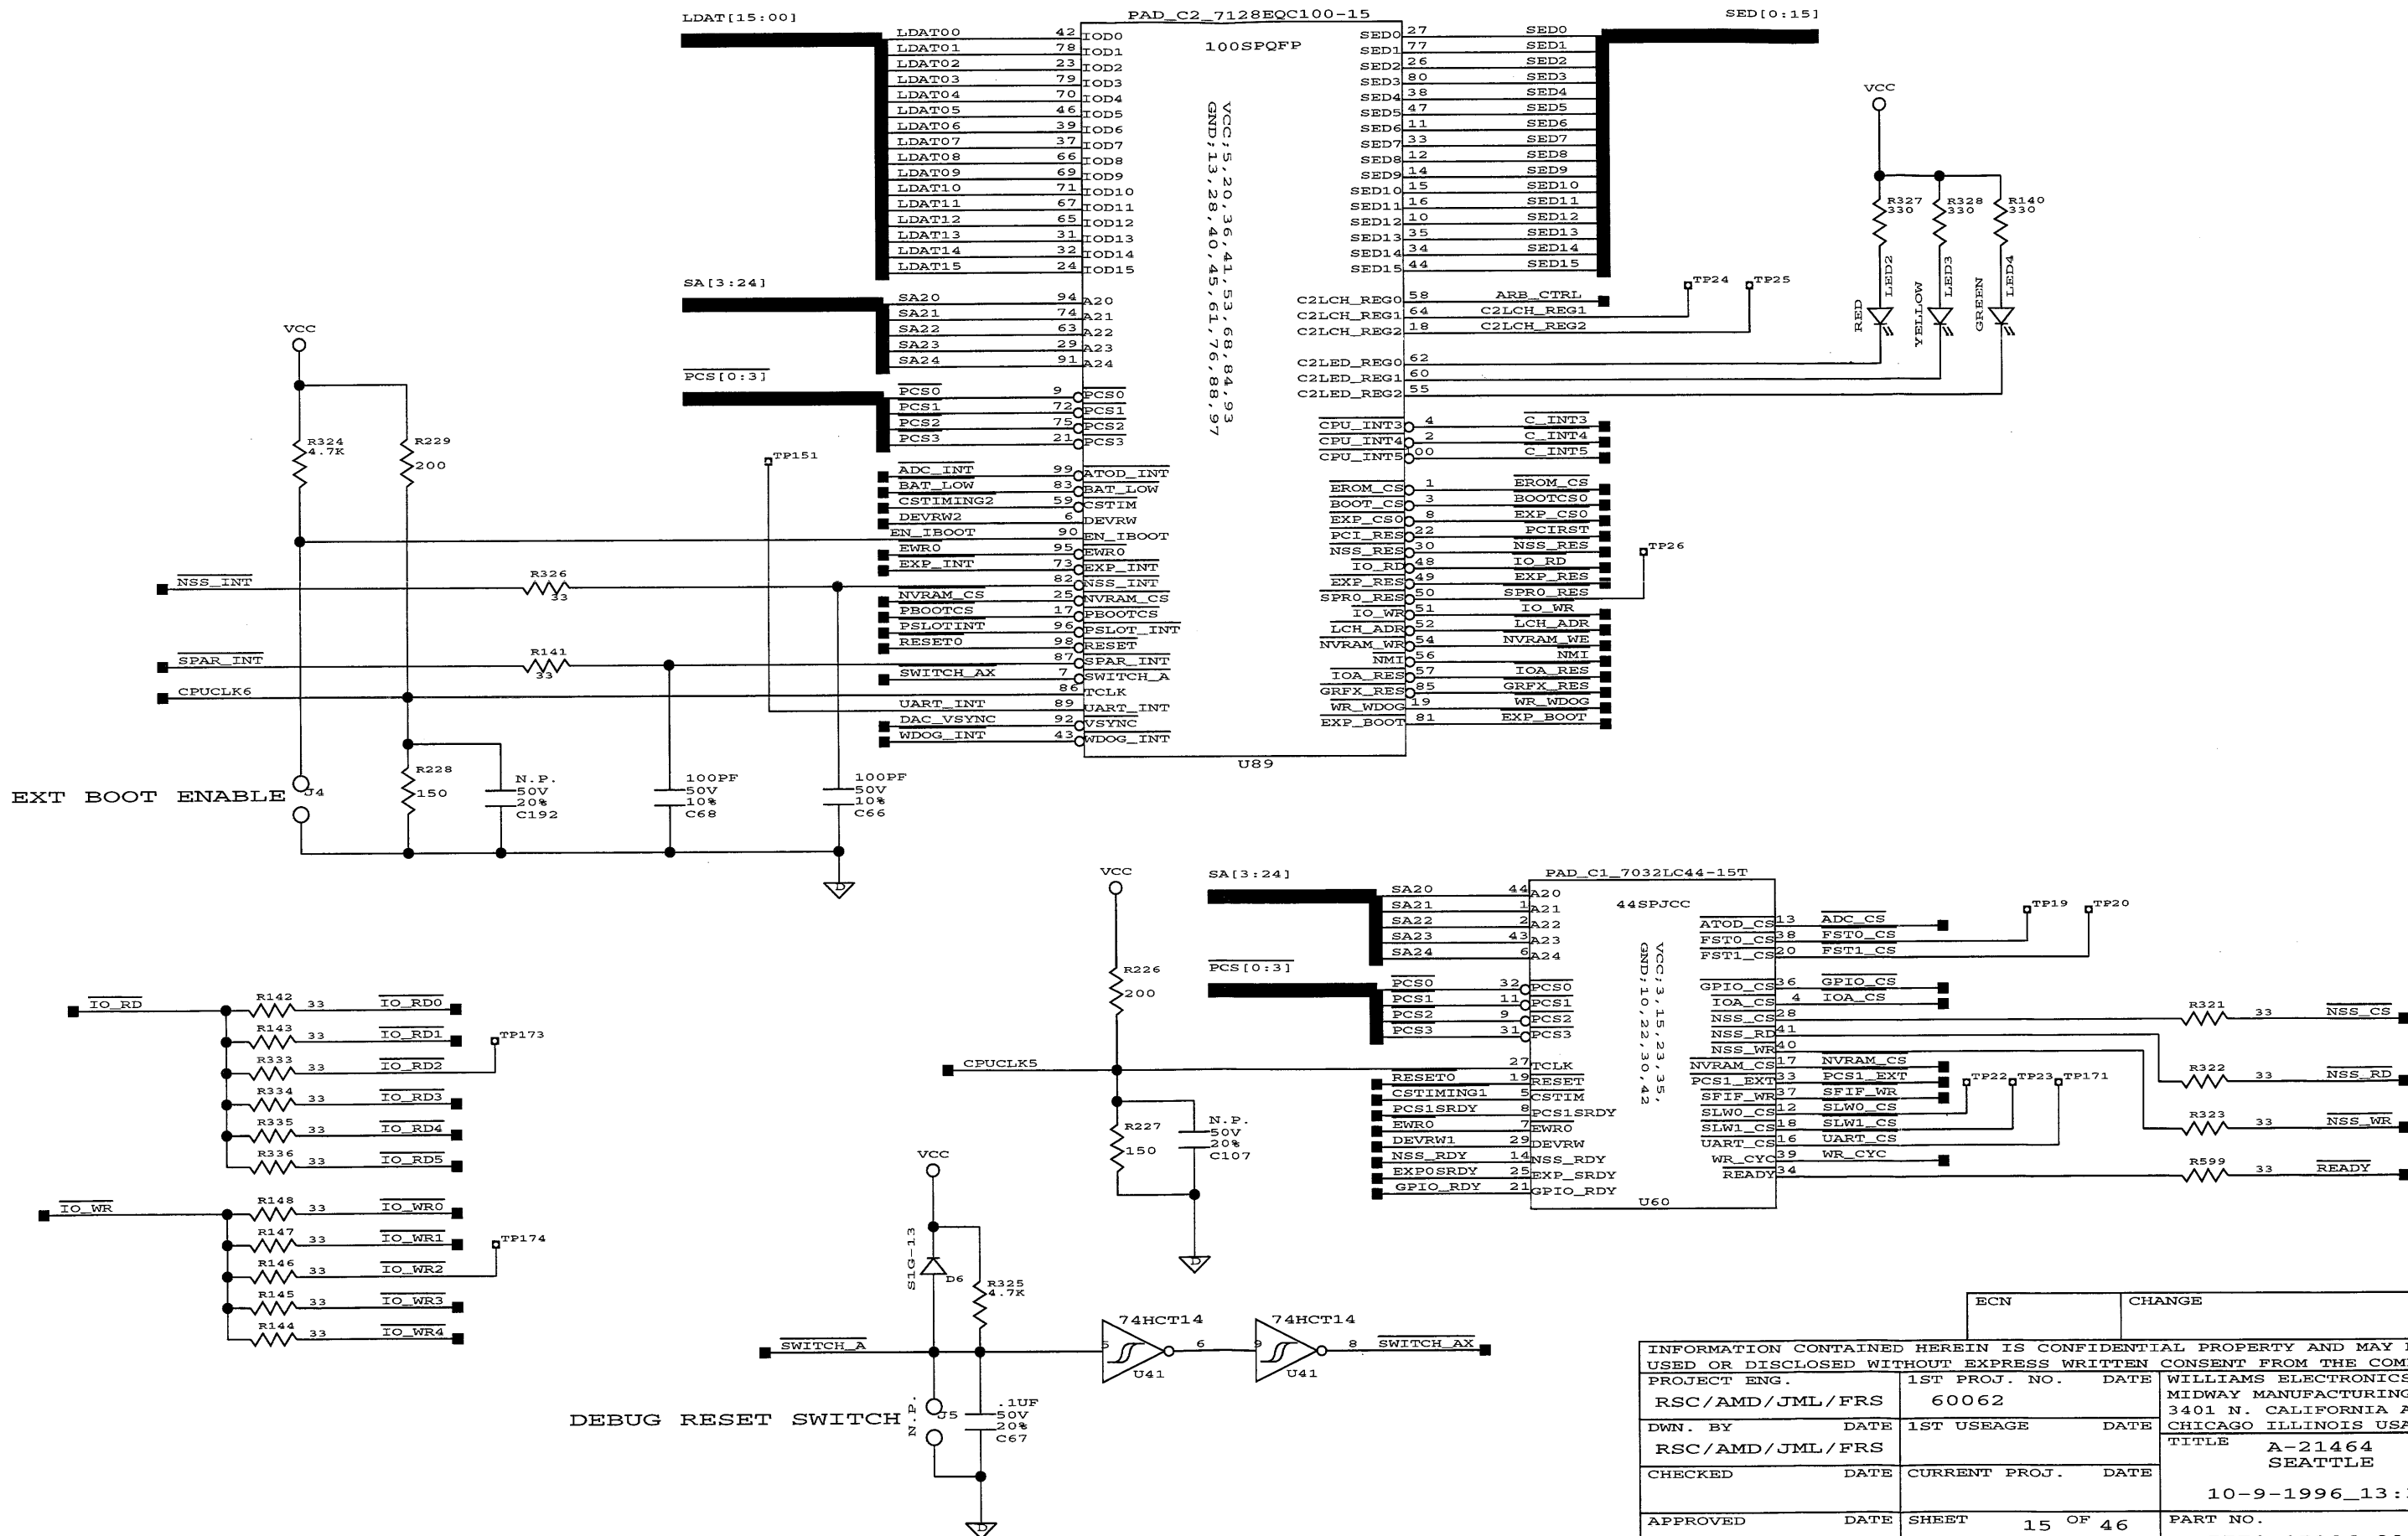 LDAT[15:00]
PAD_C2_7128EQC100-15
SED[0:15]
100SPQFP
VCC;5,20,36,41,53,68,84,93
GND;13,28,40,45,61,76,88,97
LDAT00 42 IOD0
LDAT01 78 IOD1
LDAT02 23 IOD2
LDAT03 79 IOD3
LDAT04 70 IOD4
LDAT05 46 IOD5
LDAT06 39 IOD6
LDAT07 37 IOD7
LDAT08 66 IOD8
LDAT09 69 IOD9
LDAT10 71 IOD10
LDAT11 67 IOD11
LDAT12 65 IOD12
LDAT13 31 IOD13
LDAT14 32 IOD14
LDAT15 24 IOD15
SED0 27 SED0
SED1 77 SED1
SED2 26 SED2
SED3 80 SED3
SED4 38 SED4
SED5 47 SED5
SED6 11 SED6
SED7 33 SED7
SED8 12 SED8
SED9 14 SED9
SED10 15 SED10
SED11 16 SED11
SED12 10 SED12
SED13 35 SED13
SED14 34 SED14
SED15 44 SED15
SA[3:24]
SA20 94 A20
SA21 74 A21
SA22 63 A22
SA23 29 A23
SA24 91 A24
PCS[0:3]
PCS0 9 PCS0
PCS1 72 PCS1
PCS2 75 PCS2
PCS3 21 PCS3
ADC_INT 99 ATOD_INT
BAT_LOW 83 BAT_LOW
CSTIMING2 59 CSTIM
DEVRW2 6 DEVRW
EN_IBOOT 90 EN_IBOOT
EWR0 95 EWR0
EXP_INT 73 EXP_INT
82 NSS_INT
NVRAM_CS 25 NVRAM_CS
PBOOTCS 17 PBOOTCS
PSLOTINT 96 PSLOT_INT
RESET0 98 RESET
87 SPAR_INT
SWITCH_AX 7 SWITCH_A
86 TCLK
UART_INT 89 UART_INT
DAC_VSYNC 92 VSYNC
WDOG_INT 43 WDOG_INT
C2LCH_REG0 58 ARB_CTRL
C2LCH_REG1 64 C2LCH_REG1
C2LCH_REG2 18 C2LCH_REG2
TP24
TP25
C2LED_REG0 62
C2LED_REG1 60
C2LED_REG2 55
CPU_INT3 4 C_INT3
CPU_INT4 2 C_INT4
CPU_INT5 00 C_INT5
EROM_CS 1 EROM_CS
BOOT_CS 3 BOOTCS0
EXP_CS0 8 EXP_CS0
PCI_RES 22 PCIRST
NSS_RES 30 NSS_RES
IO_RD 48 IO_RD
EXP_RES 49 EXP_RES
SPR0_RES 50 SPR0_RES
TP26
IO_WR 51 IO_WR
LCH_ADR 52 LCH_ADR
NVRAM_WR 54 NVRAM_WE
NMI 56 NMI
IOA_RES 57 IOA_RES
GRFX_RES 85 GRFX_RES
WR_WDOG 19 WR_WDOG
EXP_BOOT 81 EXP_BOOT
U89
VCC
R327 330
R328 330
R140 330
LED2
LED3
LED4
RED
YELLOW
GREEN
VCC
R324
4.7K
R229
200
TP151
NSS_INT
R326
33
SPAR_INT
R141
33
CPUCLK6
EXT BOOT ENABLE
J4
R228
150
N.P.
50V
20%
C192
100PF
50V
10%
C68
100PF
50V
10%
C66
D
IO_RD
R142 33 IO_RD0
R143 33 IO_RD1
R333 33 IO_RD2
TP173
R334 33 IO_RD3
R335 33 IO_RD4
R336 33 IO_RD5
IO_WR
R148 33 IO_WR0
R147 33 IO_WR1
R146 33 IO_WR2
TP174
R145 33 IO_WR3
R144 33 IO_WR4
VCC
R226
200
CPUCLK5
R227
150
N.P.
50V
20%
C107
D
SA[3:24]
PAD_C1_7032LC44-15T
44SPJCC
VCC;3,15,23,35,
GND;10,22,30,42
SA20 44 A20
SA21 1 A21
SA22 2 A22
SA23 43 A23
SA24 6 A24
PCS[0:3]
PCS0 32 PCS0
PCS1 11 PCS1
PCS2 9 PCS2
PCS3 31 PCS3
27 TCLK
RESET0 19 RESET
CSTIMING1 5 CSTIM
PCS1SRDY 8 PCS1SRDY
EWR0 7 EWR0
DEVRW1 29 DEVRW
NSS_RDY 14 NSS_RDY
EXP0SRDY 25 EXP_SRDY
GPIO_RDY 21 GPIO_RDY
ATOD_CS 13 ADC_CS
FST0_CS 38 FST0_CS
FST1_CS 20 FST1_CS
TP19
TP20
GPIO_CS 36 GPIO_CS
IOA_CS 4 IOA_CS
NSS_CS 28
NSS_RD 41
NSS_WR 40
NVRAM_CS 17 NVRAM_CS
PCS1_EXT 33 PCS1_EXT
SFIF_WR 37 SFIF_WR
SLW0_CS 12 SLW0_CS
SLW1_CS 18 SLW1_CS
UART_CS 16 UART_CS
WR_CYC 39 WR_CYC
READY 34
TP22
TP23
TP171
R321 33 NSS_CS
R322 33 NSS_RD
R323 33 NSS_WR
R599 33 READY
U60
VCC
S1G-13
D6
R325
4.7K
SWITCH_A
74HCT14
5
6
U41
74HCT14
9
8
U41
SWITCH_AX
DEBUG RESET SWITCH
N.P.
J5
.1UF
50V
20%
C67
D
ECN
CHANGE
INFORMATION CONTAINED HEREIN IS CONFIDENTIAL PROPERTY AND MAY
USED OR DISCLOSED WITHOUT EXPRESS WRITTEN CONSENT FROM THE
PROJECT ENG.
RSC/AMD/JML/FRS
1ST PROJ. NO. DATE
60062
WILLIAMS ELECTRONICS
MIDWAY MANUFACTURING
3401 N. CALIFORNIA A
CHICAGO ILLINOIS USA
DWN. BY DATE
RSC/AMD/JML/FRS
1ST USEAGE DATE
TITLE A-21464
SEATTLE
CHECKED DATE
CURRENT PROJ. DATE
10-9-1996_13:
APPROVED DATE
SHEET 15 OF 46
PART NO.